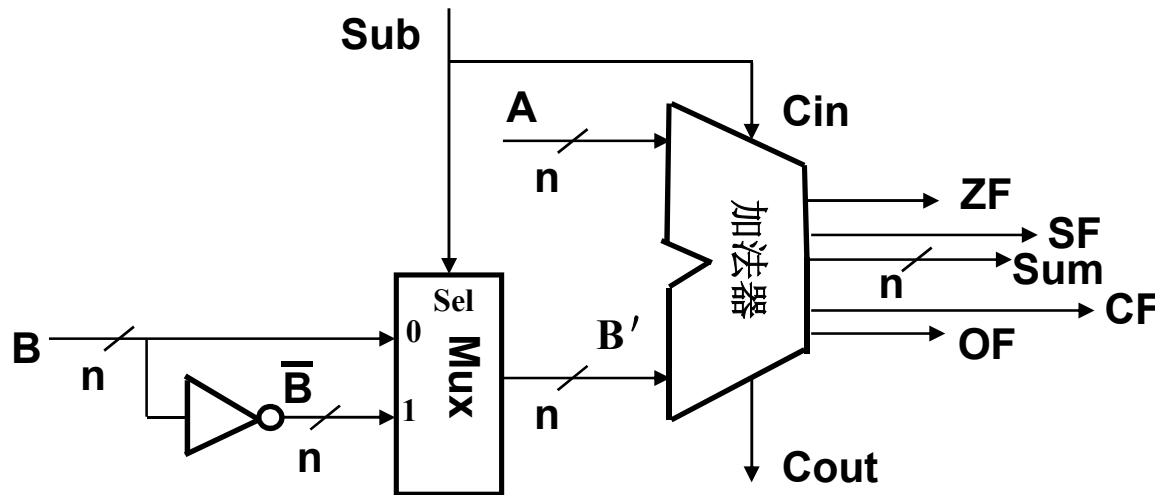 Sub
A
n
Cin
加法器
ZF
SF
n
Sum
CF
OF
B
n
B̅
n
Sel
0
1
Mux
B′
n
Cout